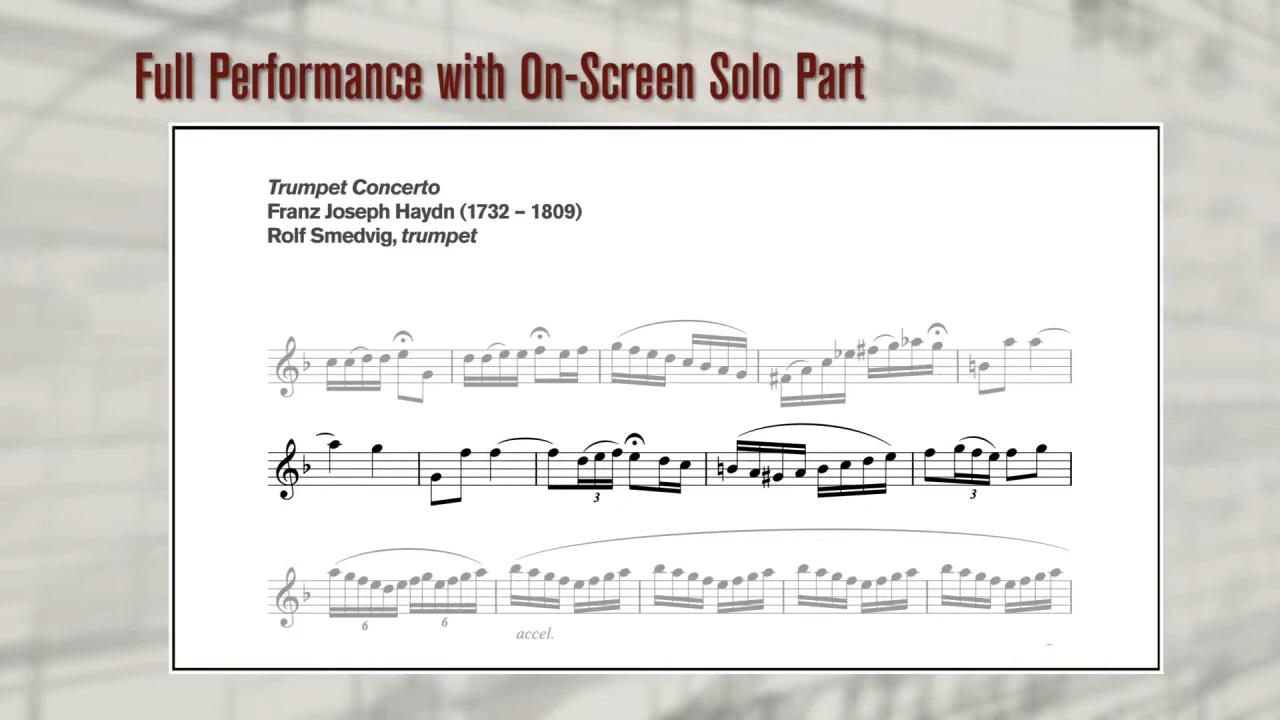 Full Performance with On-Screen Solo Part
Trumpet Concerto
Franz Joseph Haydn (1732 – 1809)
Rolf Smedvig, trumpet
3
3
6
6
accel.